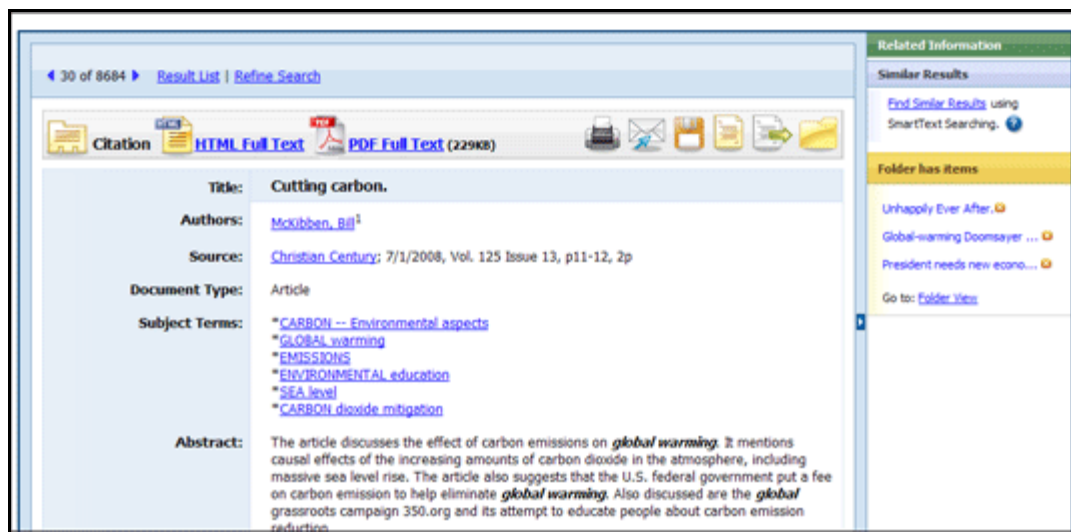 30 of 8684 Result List | Refine Search
Citation HTML Full Text PDF Full Text (229KB)
Title: Cutting carbon.
Authors: McKibben, Bill1
Source: Christian Century; 7/1/2008, Vol. 125 Issue 13, p11-12, 2p
Document Type: Article
Subject Terms: *CARBON -- Environmental aspects
*GLOBAL warming
*EMISSIONS
*ENVIRONMENTAL education
*SEA level
*CARBON dioxide mitigation
Abstract: The article discusses the effect of carbon emissions on global warming. It mentions
causal effects of the increasing amounts of carbon dioxide in the atmosphere, including
massive sea level rise. The article also suggests that the U.S. federal government put a fee
on carbon emission to help eliminate global warming. Also discussed are the global
grassroots campaign 350.org and its attempt to educate people about carbon emission
reduction.
Related Information
Similar Results
Find Similar Results using
SmartText Searching.
Folder has items
Unhappily Ever After.
Global-warming Doomsayer ...
President needs new econo...
Go to: Folder View